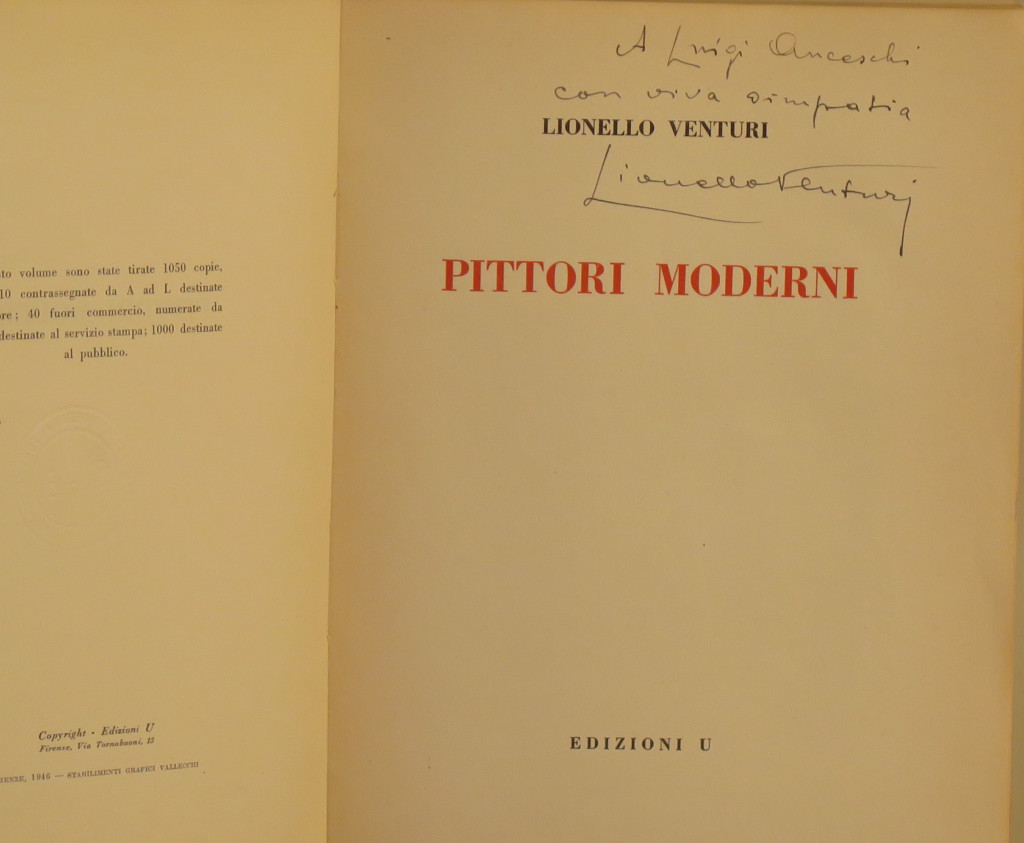 to volume sono state tirate 1050 copie,
10 contrassegnate da A ad L destinate
re; 40 fuori commercio, numerate da
destinate al servizio stampa; 1000 destinate
al pubblico.
Copyright - Edizioni U
Firenze, Via Tornabuoni, 15
ENZE, 1946 — STABILIMENTI GRAFICI VALLECCHI
A Luigi Anceschi
con viva simpatia
LIONELLO VENTURI
Lionello Venturi
PITTORI MODERNI
EDIZIONI U